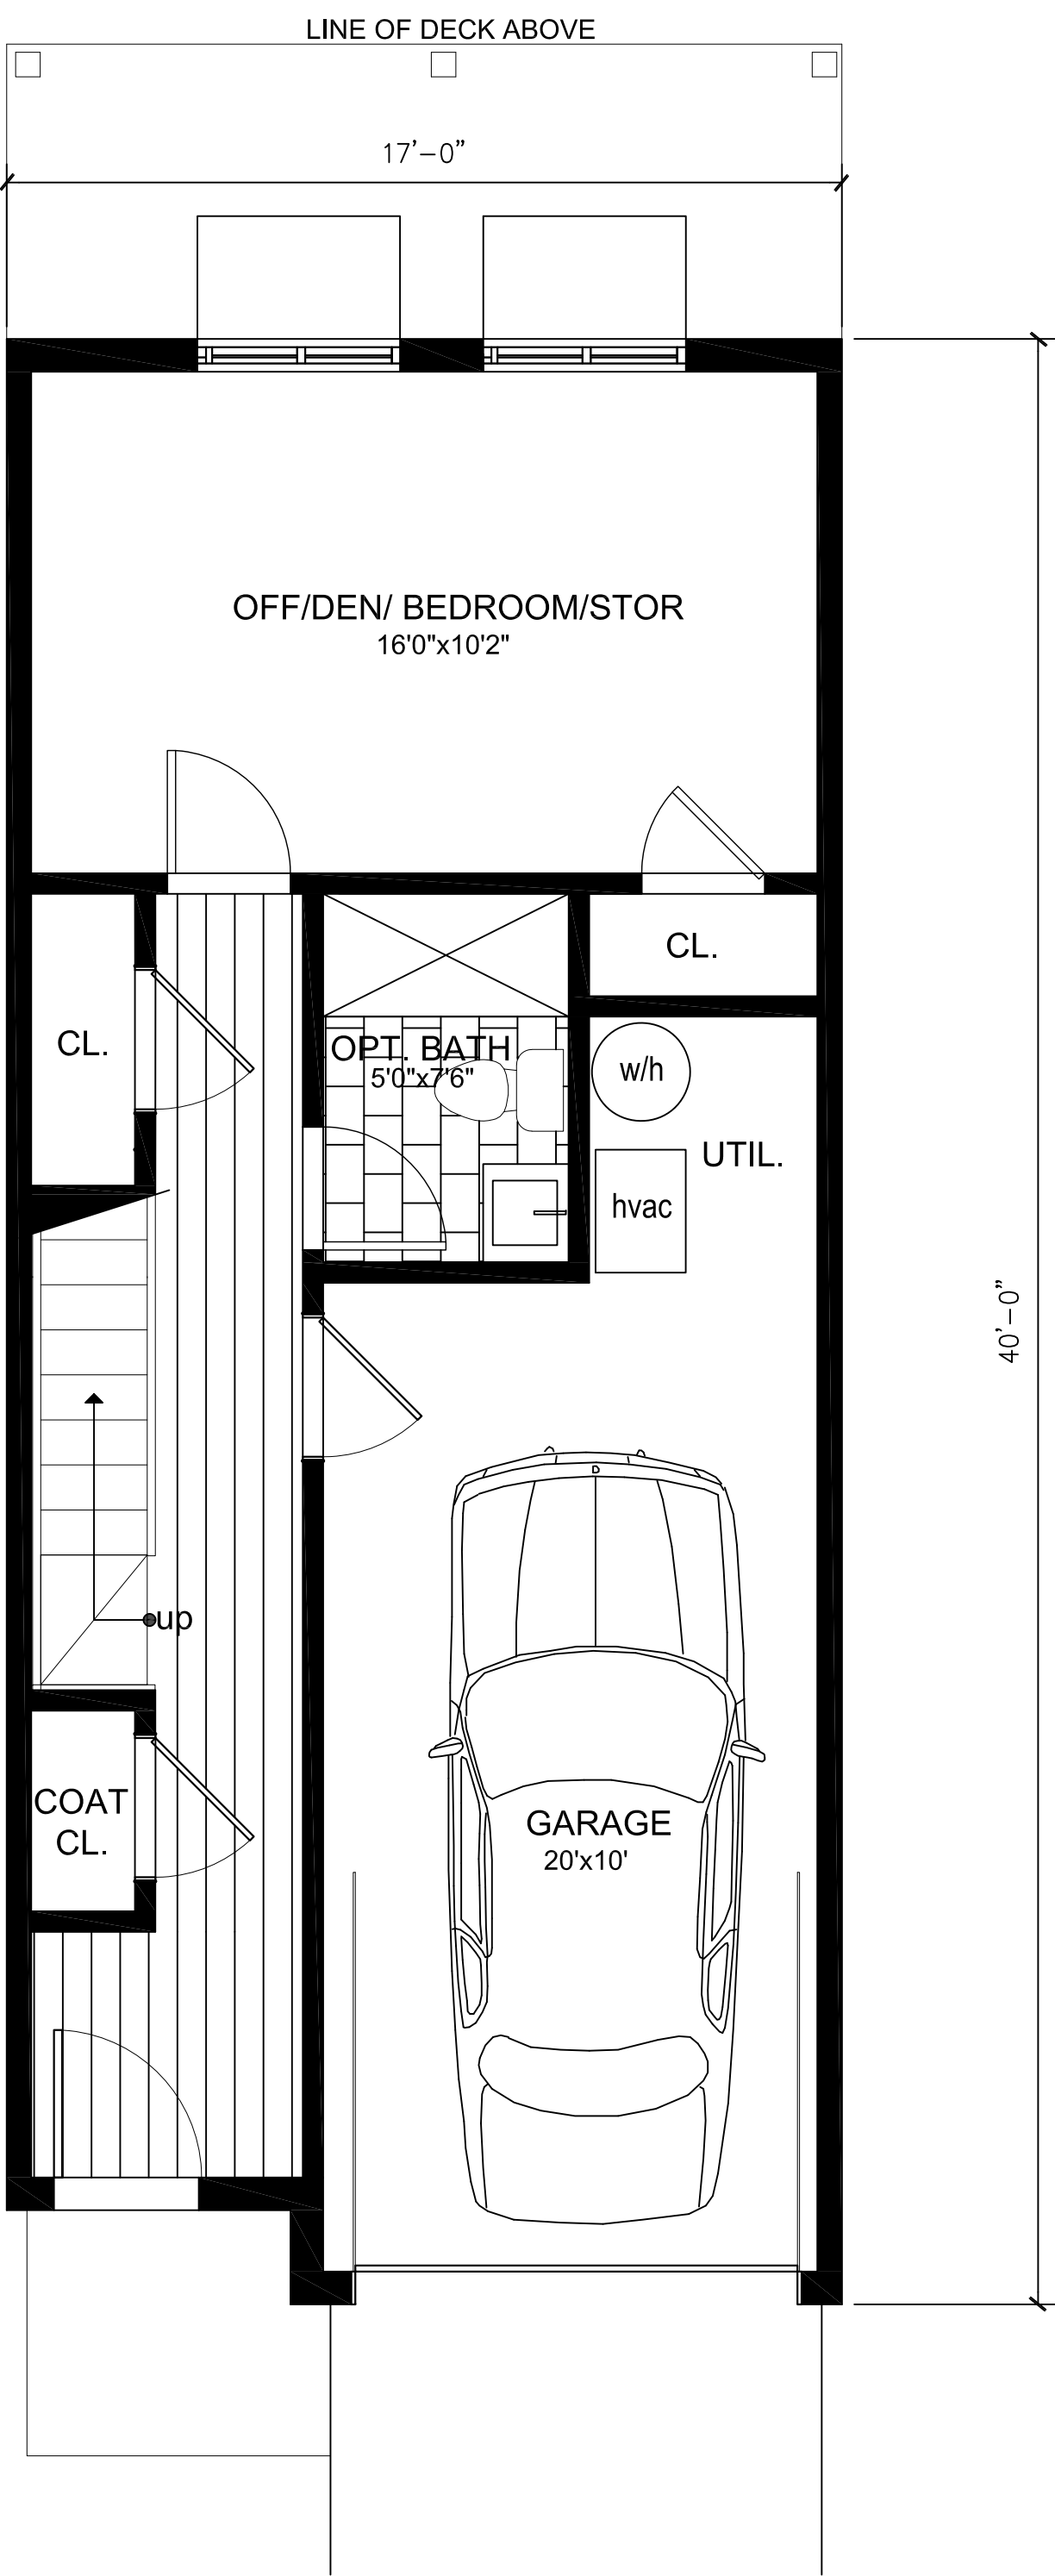 LINE OF DECK ABOVE
17'-0"
OFF/DEN/ BEDROOM/STOR
16'0"x10'2"
CL.
CL.
OPT. BATH
5'0"x7'6"
w/h
UTIL.
hvac
40'-0"
up
COAT
CL.
GARAGE
20'x10'